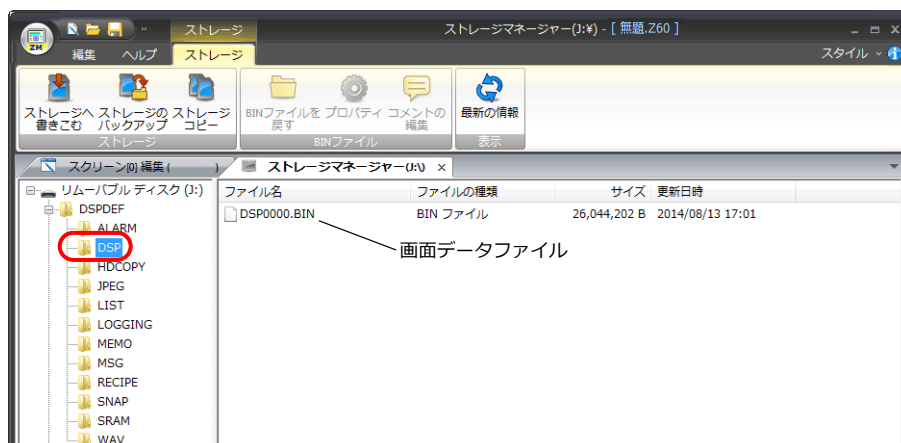 ストレージ
ストレージマネージャー(J:¥) - [ 無題.Z60 ]
ZM
編集 ヘルプ ストレージ
スタイル
ストレージへ書きこむ
ストレージのバックアップ
ストレージコピー
BINファイルを戻す
プロパティ
コメントの編集
最新の情報
ストレージ BINファイル 表示
スクリーン[0] 編集 ( )
ストレージマネージャー(J:\) ×
リムーバブル ディスク (J:)
ファイル名 ファイルの種類 サイズ 更新日時
DSPDEF
DSP0000.BIN BIN ファイル 26,044,202 B 2014/08/13 17:01
画面データファイル
ALARM
DSP
HDCOPY
JPEG
LIST
LOGGING
MEMO
MSG
RECIPE
SNAP
SRAM
WAV